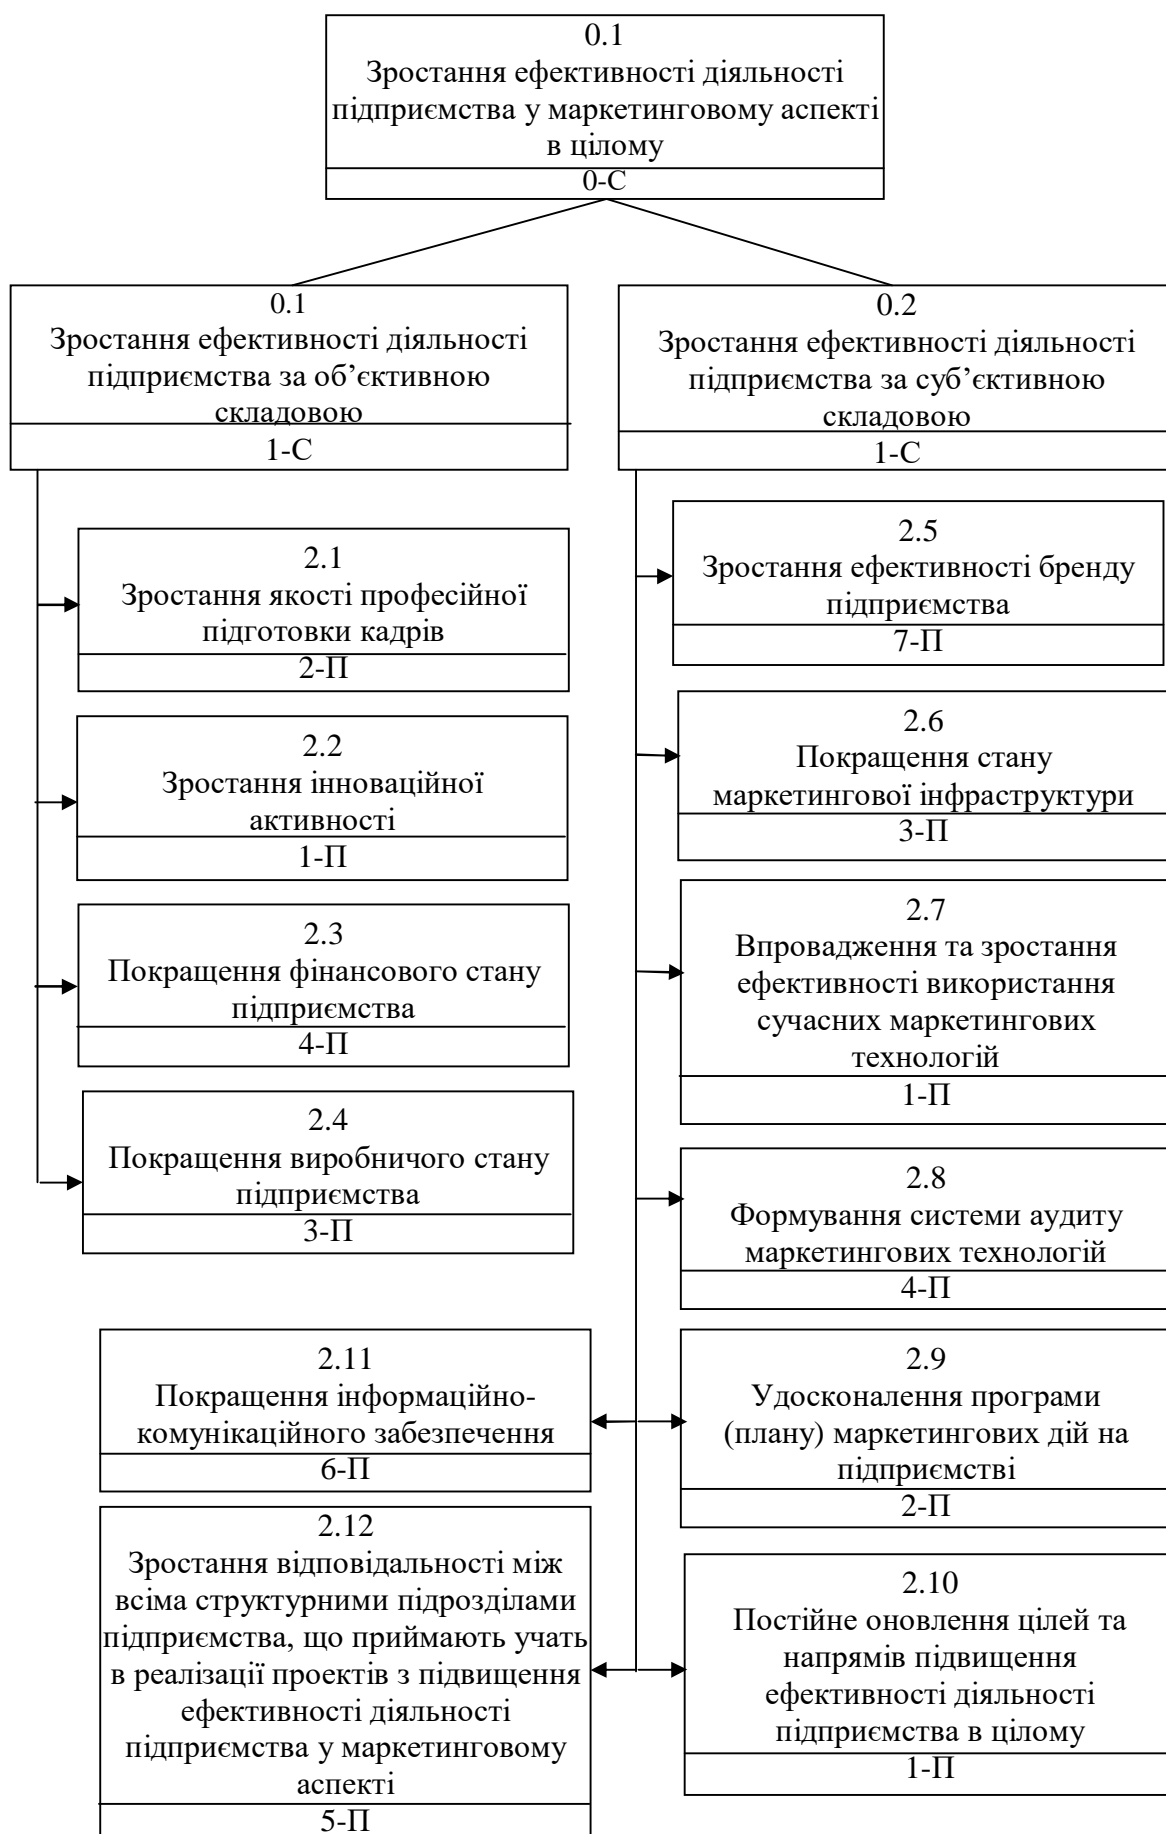 0.1
Зростання ефективності діяльності
підприємства у маркетинговому аспекті
в цілому
0-С
0.1
Зростання ефективності діяльності
підприємства за об’єктивною
складовою
1-С
0.2
Зростання ефективності діяльності
підприємства за суб’єктивною
складовою
1-С
2.1
Зростання якості професійної
підготовки кадрів
2-П
2.2
Зростання інноваційної
активності
1-П
2.3
Покращення фінансового стану
підприємства
4-П
2.4
Покращення виробничого стану
підприємства
3-П
2.5
Зростання ефективності бренду
підприємства
7-П
2.6
Покращення стану
маркетингової інфраструктури
3-П
2.7
Впровадження та зростання
ефективності використання
сучасних маркетингових
технологій
1-П
2.8
Формування системи аудиту
маркетингових технологій
4-П
2.9
Удосконалення програми
(плану) маркетингових дій на
підприємстві
2-П
2.10
Постійне оновлення цілей та
напрямів підвищення
ефективності діяльності
підприємства в цілому
1-П
2.11
Покращення інформаційно-
комунікаційного забезпечення
6-П
2.12
Зростання відповідальності між
всіма структурними підрозділами
підприємства, що приймають учать
в реалізації проектів з підвищення
ефективності діяльності
підприємства у маркетинговому
аспекті
5-П